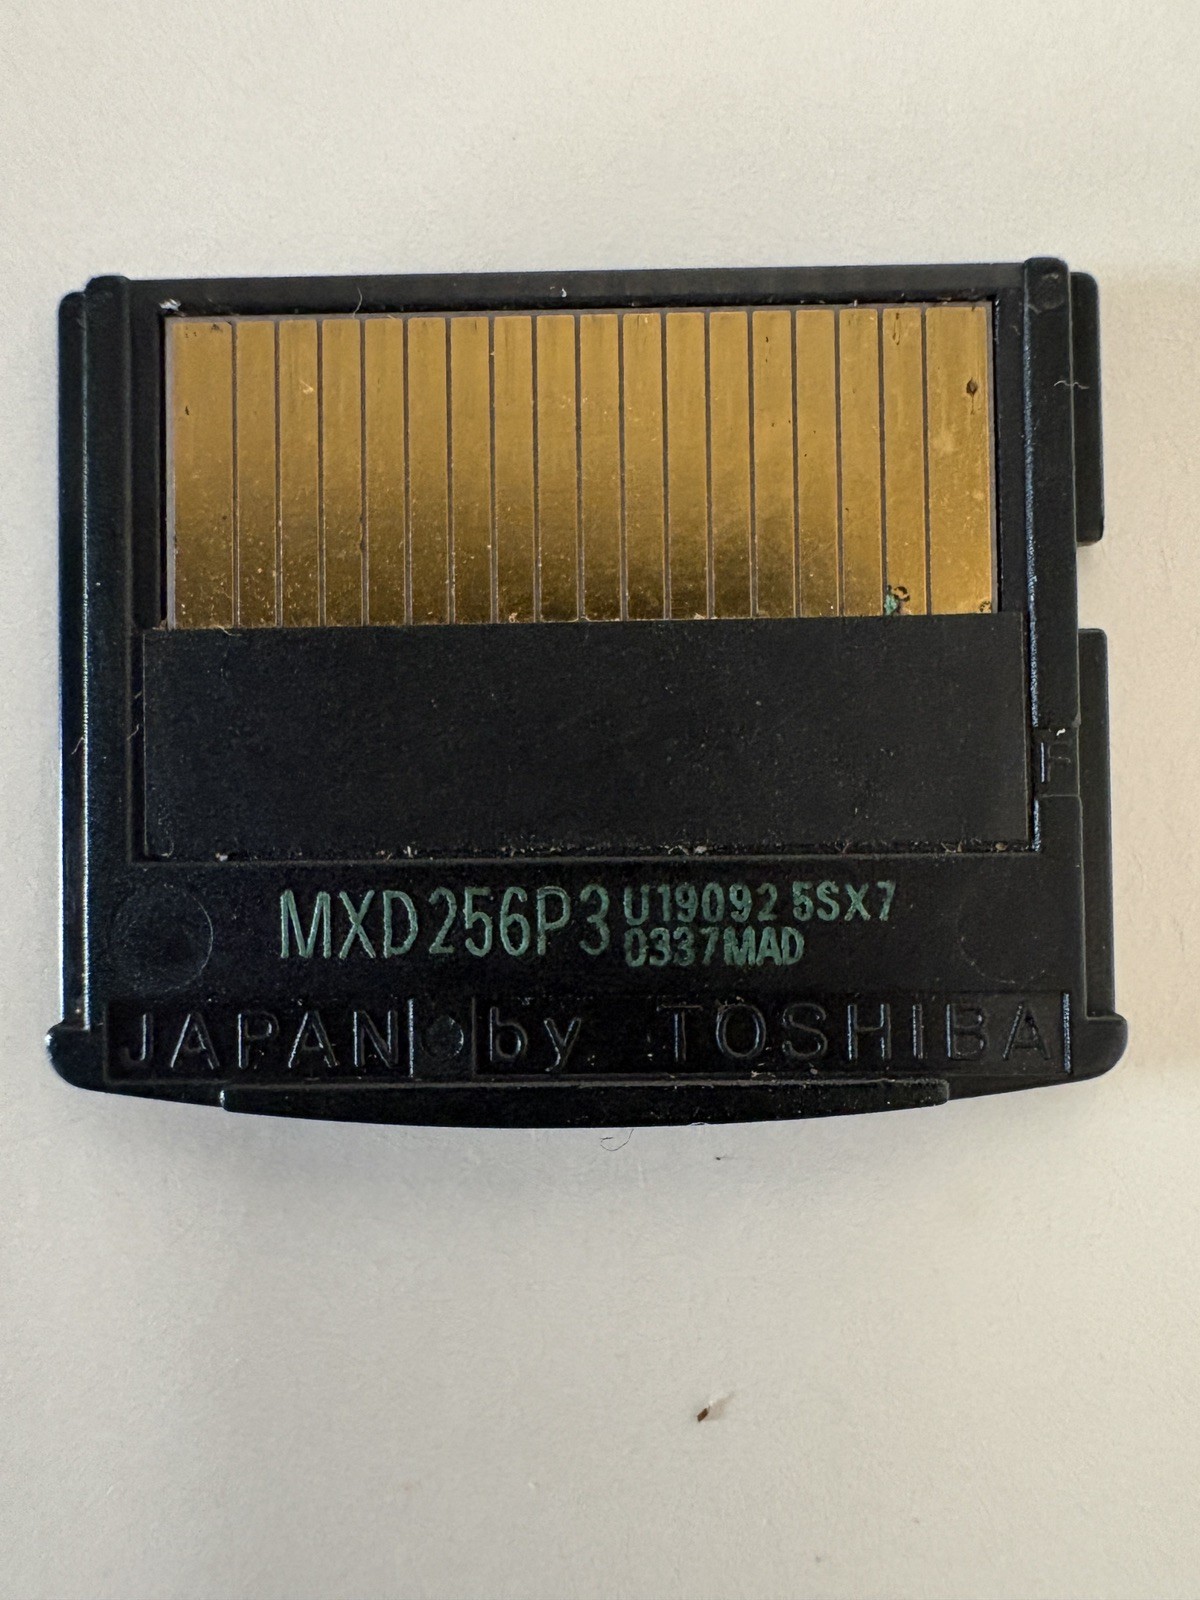 F
MXD256P3 U19092 5SX7
0337MAD
JAPAN by TOSHIBA